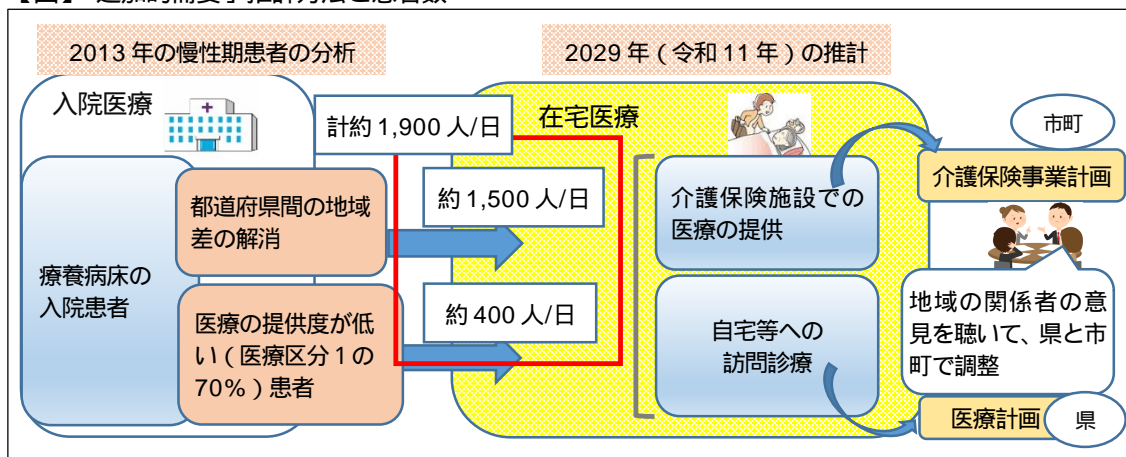 2013 年の慢性期患者の分析
2029 年（令和 11 年）の推計
入院医療
計約 1,900 人/日
在宅医療
市町
療養病床の
入院患者
都道府県間の地域
差の解消
約 1,500 人/日
介護保険施設での
医療の提供
介護保険事業計画
医療の提供度が低
い（医療区分１の
70%）患者
約 400 人/日
自宅等への
訪問診療
地域の関係者の意
見を聴いて、県と市
町で調整
医療計画
県